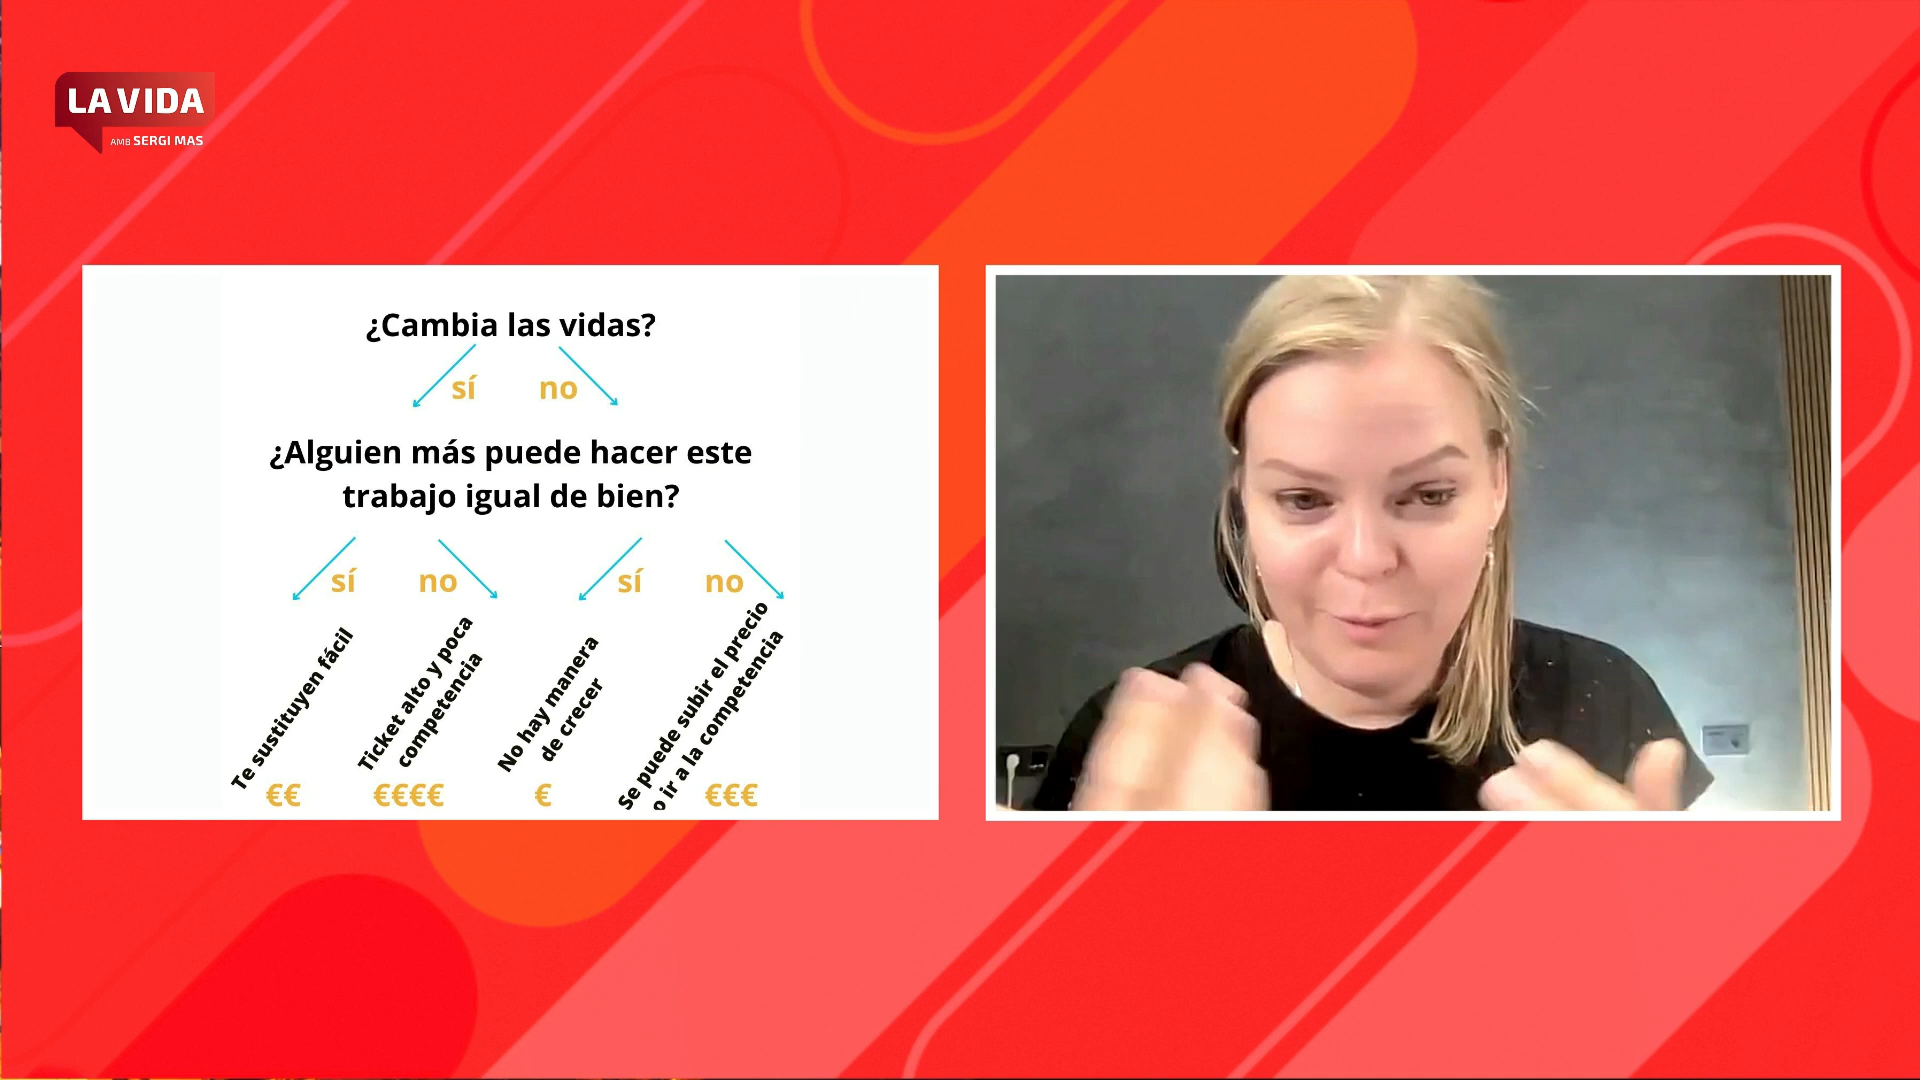 LA VIDA
AMB SERGI MAS
¿Cambia las vidas?
sí no
¿Alguien más puede hacer este
trabajo igual de bien?
sí no sí no
Te sustituyen fácil
Ticket alto y poca
competencia
No hay manera
de crecer
Se puede subir el precio
o ir a la competencia
€€ €€€€ € €€€